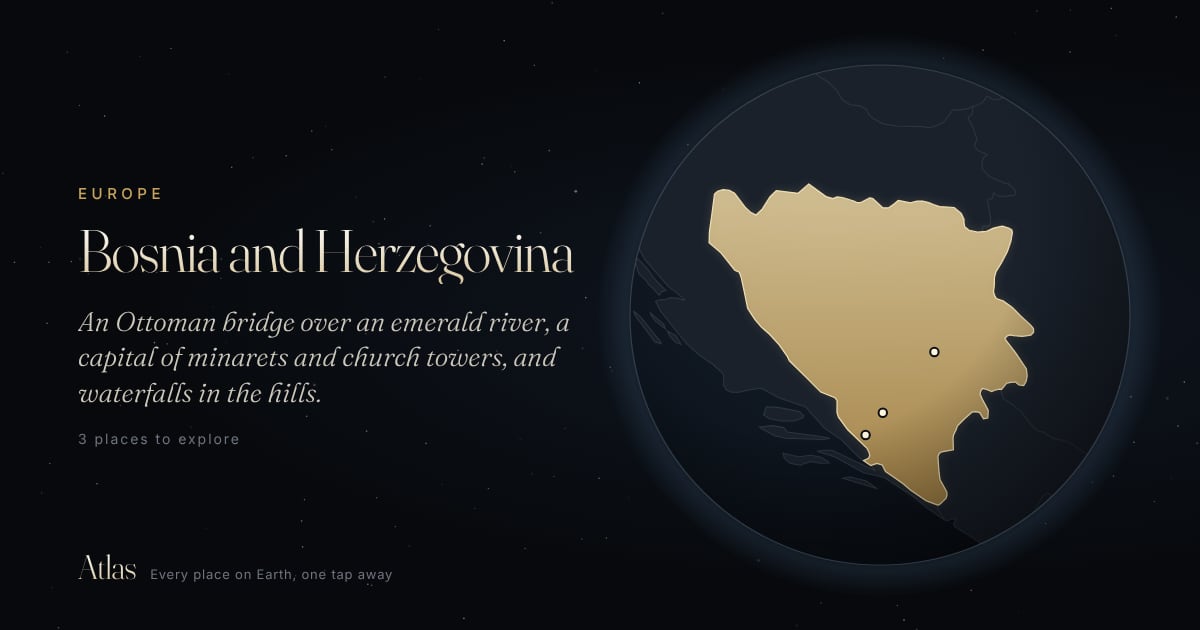 EUROPE
Bosnia and Herzegovina
An Ottoman bridge over an emerald river, a
capital of minarets and church towers, and
waterfalls in the hills.
3 places to explore
Atlas Every place on Earth, one tap away